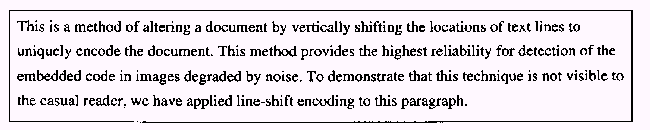 This is a method of altering a document by vertically shifting the locations of text lines to
uniquely encode the document. This method provides the highest reliability for detection of the
embedded code in images degraded by noise. To demonstrate that this technique is not visible to
the casual reader, we have applied line-shift encoding to this paragraph.